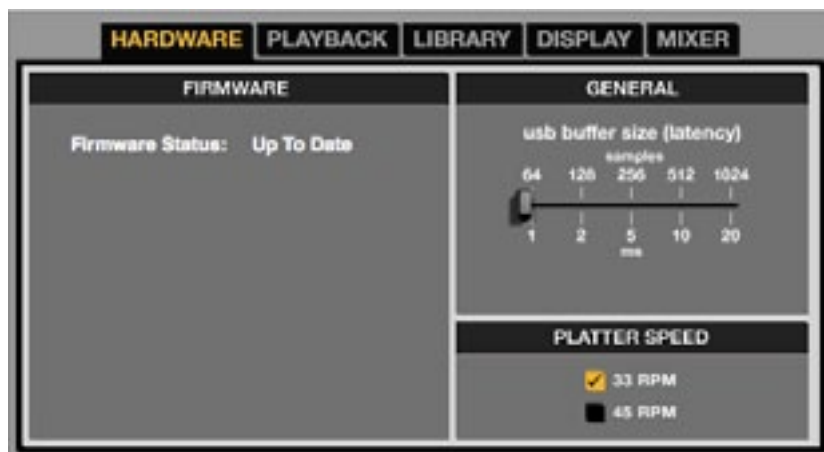 HARDWARE PLAYBACK LIBRARY DISPLAY MIXER
FIRMWARE
Firmware Status: Up To Date
GENERAL
usb buffer size (latency)
samples
64 128 256 512 1024
1 2 5 10 20
ms
PLATTER SPEED
33 RPM
45 RPM